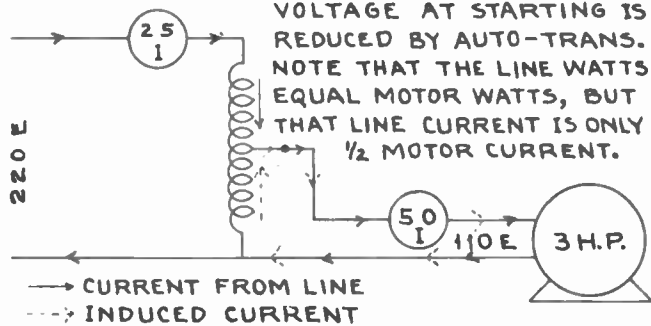 VOLTAGE AT STARTING IS
REDUCED BY AUTO-TRANS.
NOTE THAT THE LINE WATTS
EQUAL MOTOR WATTS, BUT
THAT LINE CURRENT IS ONLY
½ MOTOR CURRENT.
25
I
220 E
50
I
110 E
3 H.P.
CURRENT FROM LINE
INDUCED CURRENT